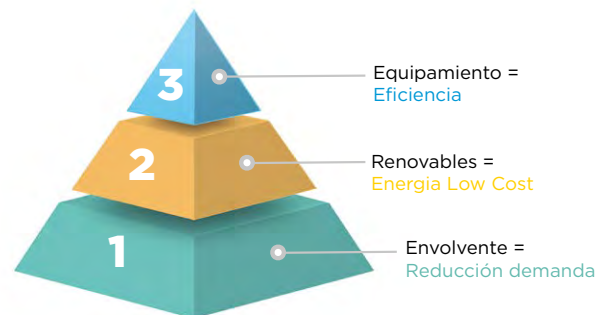 3
Equipamiento =
Eficiencia
2
Renovables =
Energia Low Cost
1
Envolvente =
Reducción demanda